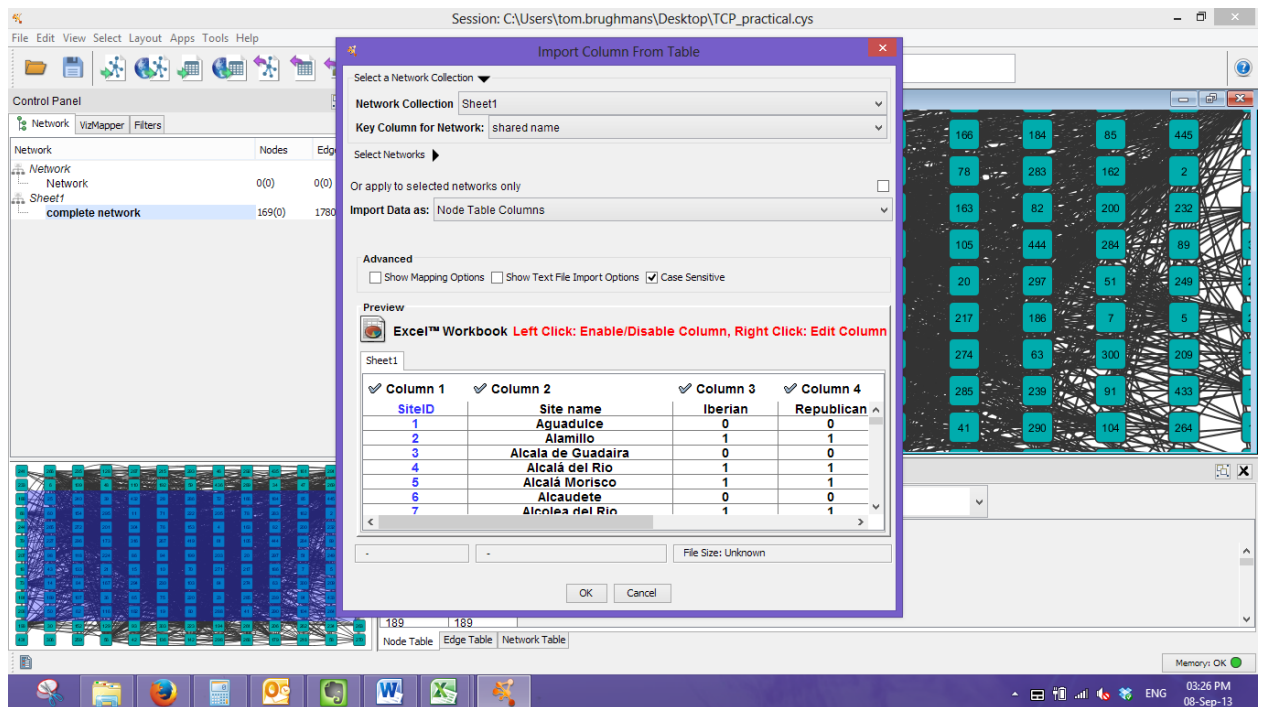 Session: C:\Users\tom.brughmans\Desktop\TCP_practical.cys
File Edit View Select Layout Apps Tools Help
Import Column From Table
Control Panel
Network VizMapper Filters
Network Nodes
Network
Network 0(0) 0(0)
Sheet1
complete network 169(0) 1780
Select a Network Collection
Network Collection Sheet1
Key Column for Network: shared name
Select Networks
Or apply to selected networks only
Import Data as: Node Table Columns
Advanced
Show Mapping Options Show Text File Import Options Case Sensitive
Preview
Excel™ Workbook Left Click: Enable/Disable Column, Right Click: Edit Column
Sheet1
Column 1 Column 2 Column 3 Column 4
SiteID Site name Iberian Republican
1 Aguadulce 0 0
2 Alamillo 1 1
3 Alcala de Guadaira 0 0
4 Alcalá del Rio 1 1
5 Alcalá Morisco 1 1
6 Alcaudete 0 0
7 Alcolea del Rio 1 1
- - File Size: Unknown
OK Cancel
166 184 85 445
78 283 162 2
163 82 200 232
105 444 284 89
20 297 51 249
217 186 7 5
274 63 300 209
285 239 91 433
41 290 104 264
189 189
Node Table Edge Table Network Table
Memory: OK
ENG 03:26 PM
08-Sep-13